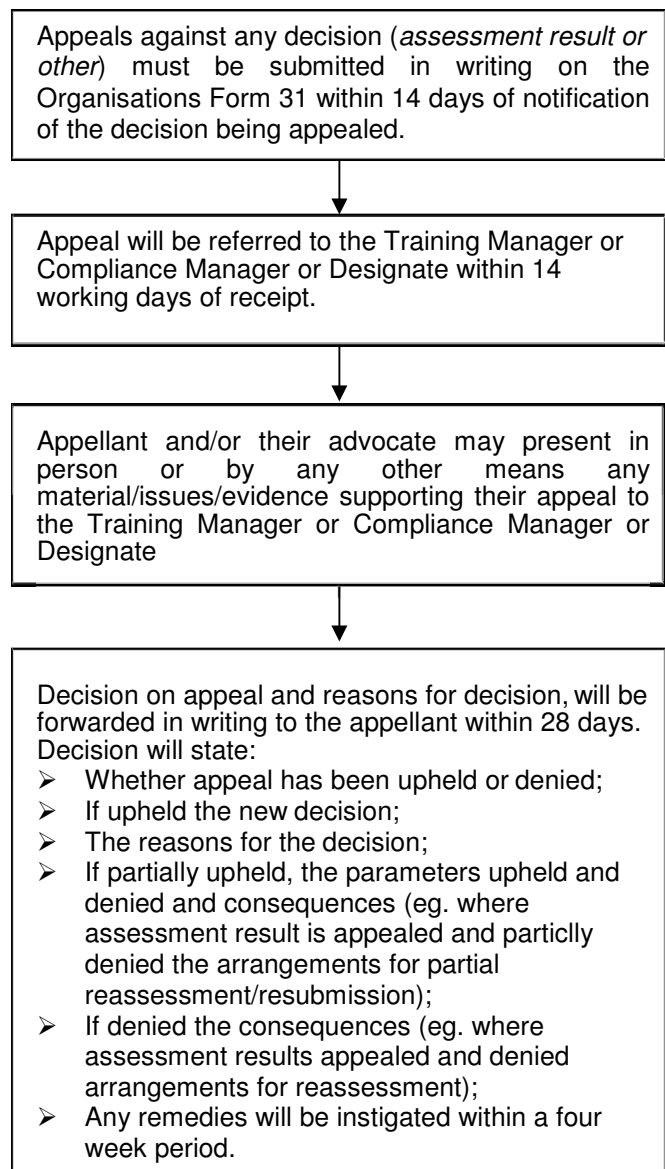 Appeals against any decision (assessment result or
other) must be submitted in writing on the
Organisations Form 31 within 14 days of notification
of the decision being appealed.
Appeal will be referred to the Training Manager or
Compliance Manager or Designate within 14
working days of receipt.
Appellant and/or their advocate may present in
person or by any other means any
material/issues/evidence supporting their appeal to
the Training Manager or Compliance Manager or
Designate
Decision on appeal and reasons for decision, will be
forwarded in writing to the appellant within 28 days.
Decision will state:
➢ Whether appeal has been upheld or denied;
➢ If upheld the new decision;
➢ The reasons for the decision;
➢ If partially upheld, the parameters upheld and
denied and consequences (eg. where
assessment result is appealed and particlly
denied the arrangements for partial
reassessment/resubmission);
➢ If denied the consequences (eg. where
assessment results appealed and denied
arrangements for reassessment);
➢ Any remedies will be instigated within a four
week period.